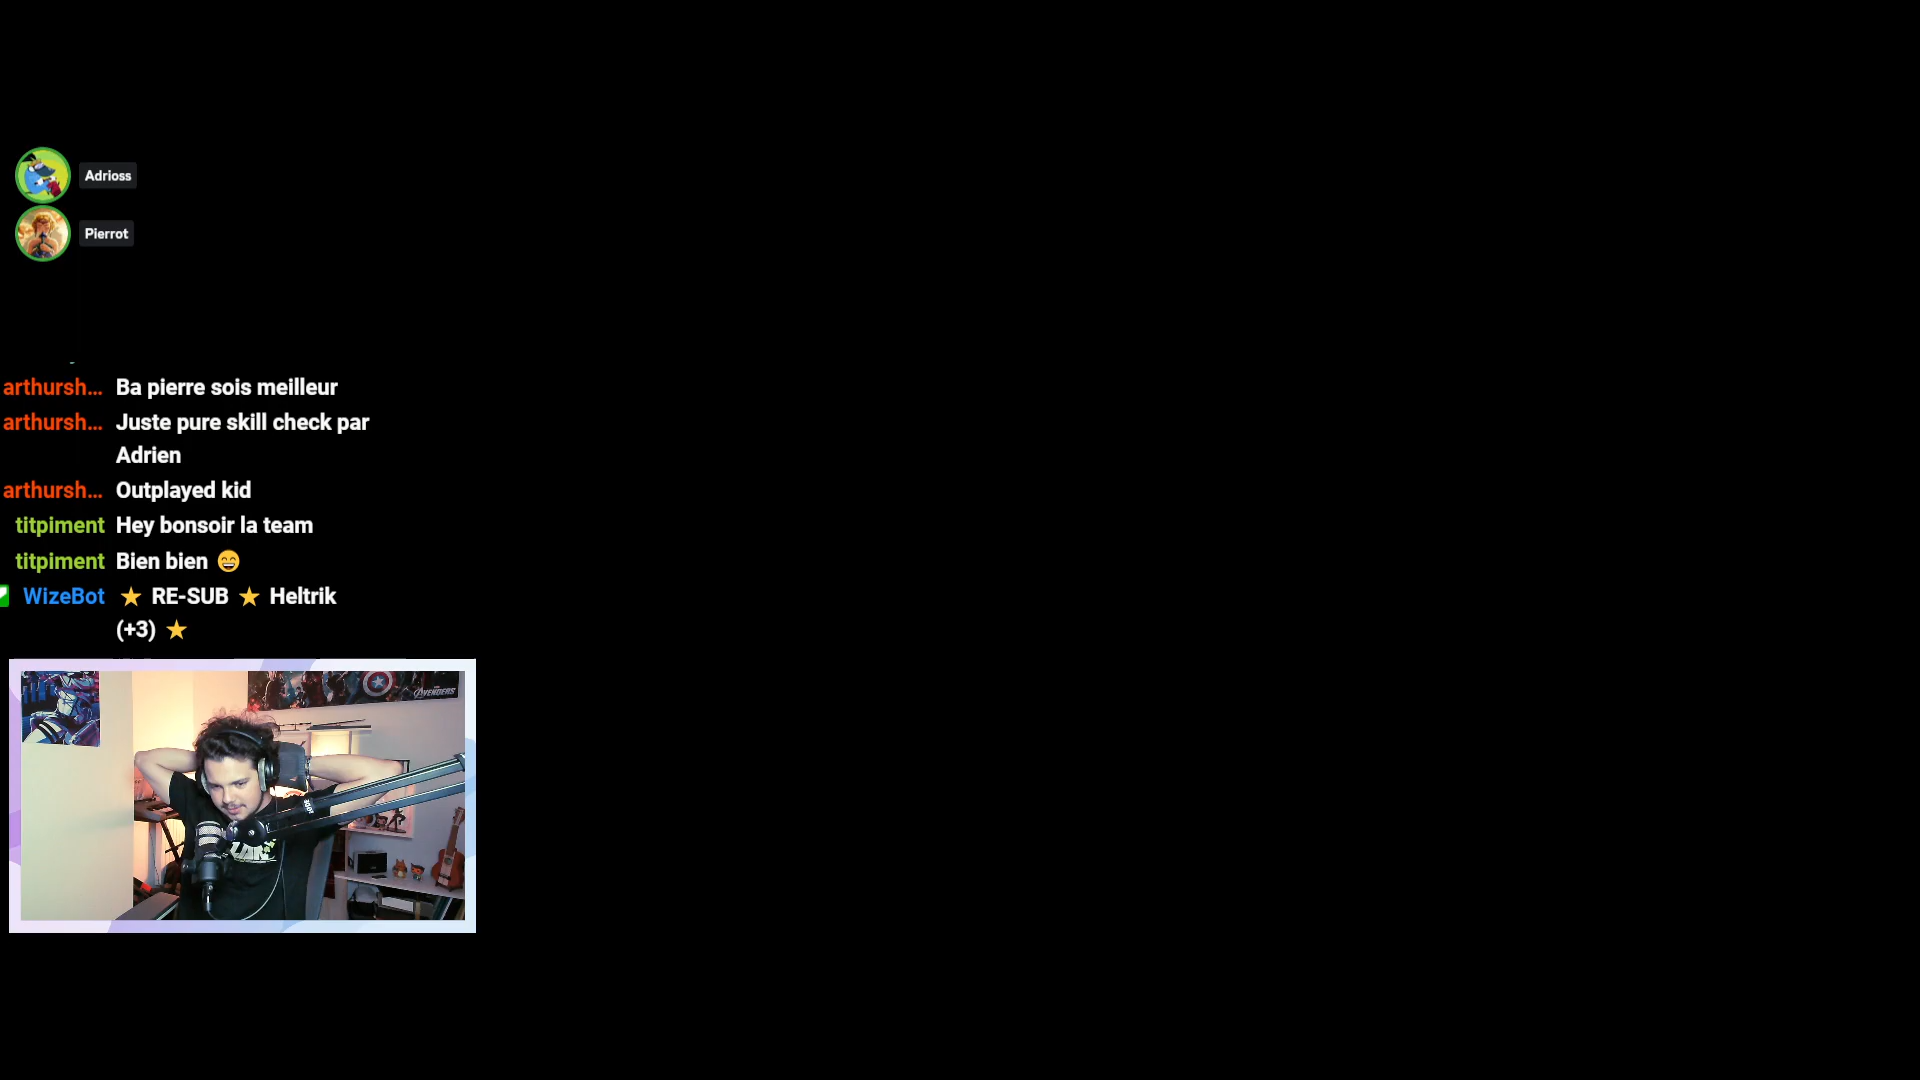 Adrioss
Pierrot
arthursh... Ba pierre sois meilleur
arthursh... Juste pure skill check par
Adrien
arthursh... Outplayed kid
titpiment Hey bonsoir la team
titpiment Bien bien 😄
WizeBot ⭐ RE-SUB ⭐ Heltrik
(+3) ⭐
AVENGERS